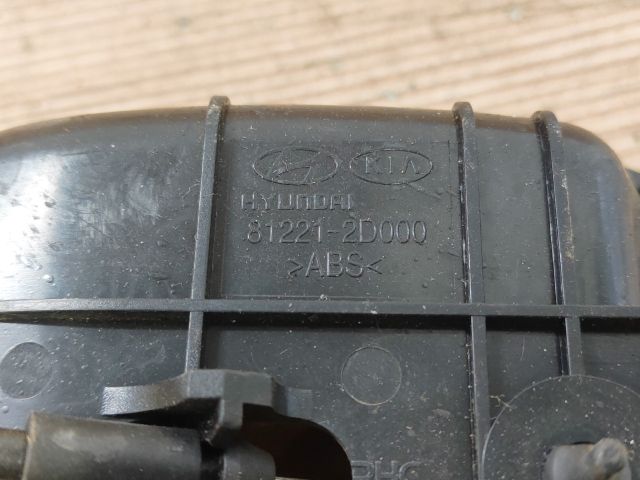 KIA
HYUNDAI
81221-2D000
>ABS<